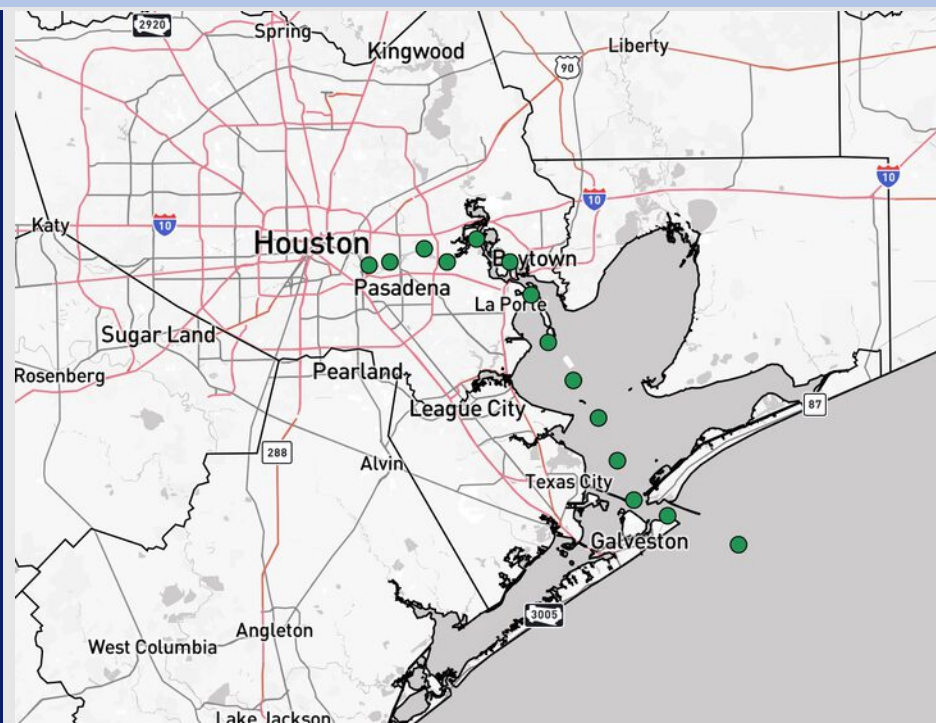 2920
Spring
Kingwood
Liberty
90
10
10
Katy
10
Houston
Baytown
Pasadena
La Porte
Sugar Land
Rosenberg
Pearland
League City
87
288
Alvin
Texas City
Galveston
3005
Angleton
West Columbia
Lake Jackson